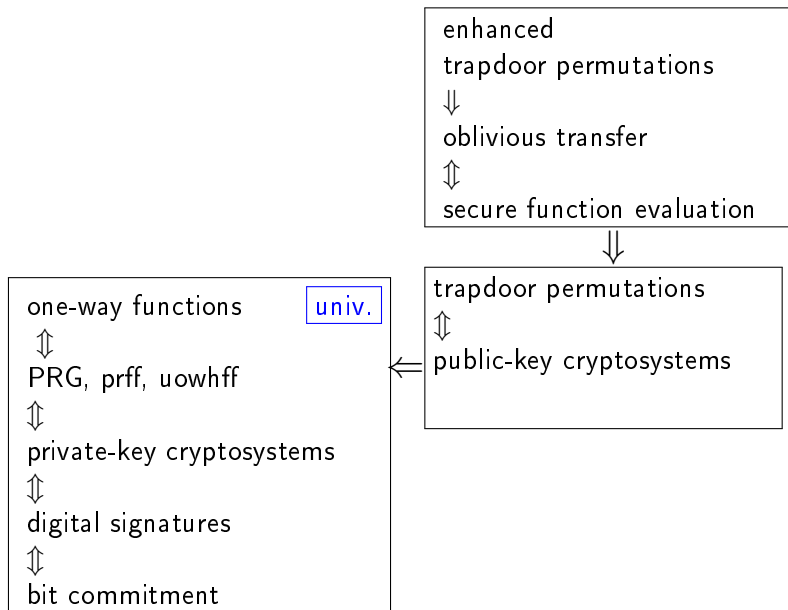 enhanced
trapdoor permutations
⇓
oblivious transfer
⇕
secure function evaluation
⇓
trapdoor permutations
⇕
public-key cryptosystems
⇐
one-way functions univ.
⇕
PRG, prff, uowhff
⇕
private-key cryptosystems
⇕
digital signatures
⇕
bit commitment